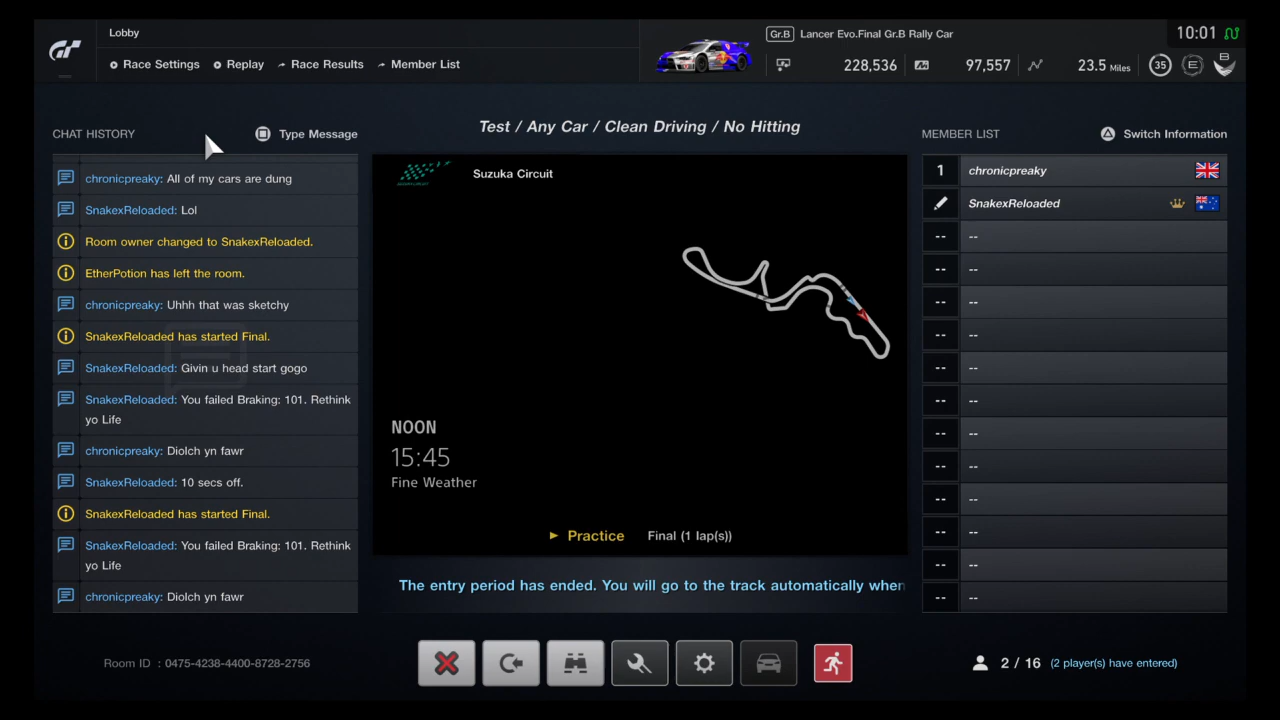 Lobby
Race Settings
Replay
Race Results
Member List
Gr.B
Lancer Evo.Final Gr.B Rally Car
228,536
97,557
23.5 Miles
35
E
B
10:01
CHAT HISTORY
Type Message
chronicpreaky: All of my cars are dung
SnakexReloaded: Lol
Room owner changed to SnakexReloaded.
EtherPotion has left the room.
chronicpreaky: Uhhh that was sketchy
SnakexReloaded has started Final.
SnakexReloaded: Givin u head start gogo
SnakexReloaded: You failed Braking: 101. Rethink
yo Life
chronicpreaky: Diolch yn fawr
SnakexReloaded: 10 secs off.
SnakexReloaded has started Final.
SnakexReloaded: You failed Braking: 101. Rethink
yo Life
chronicpreaky: Diolch yn fawr
Room ID : 0475-4238-4400-8728-2756
Test / Any Car / Clean Driving / No Hitting
Suzuka Circuit
NOON
15:45
Fine Weather
Practice
Final (1 lap(s))
The entry period has ended. You will go to the track automatically when
MEMBER LIST
Switch Information
1 chronicpreaky
SnakexReloaded
-- --
-- --
-- --
-- --
-- --
-- --
-- --
-- --
-- --
-- --
-- --
-- --
2 / 16 (2 player(s) have entered)